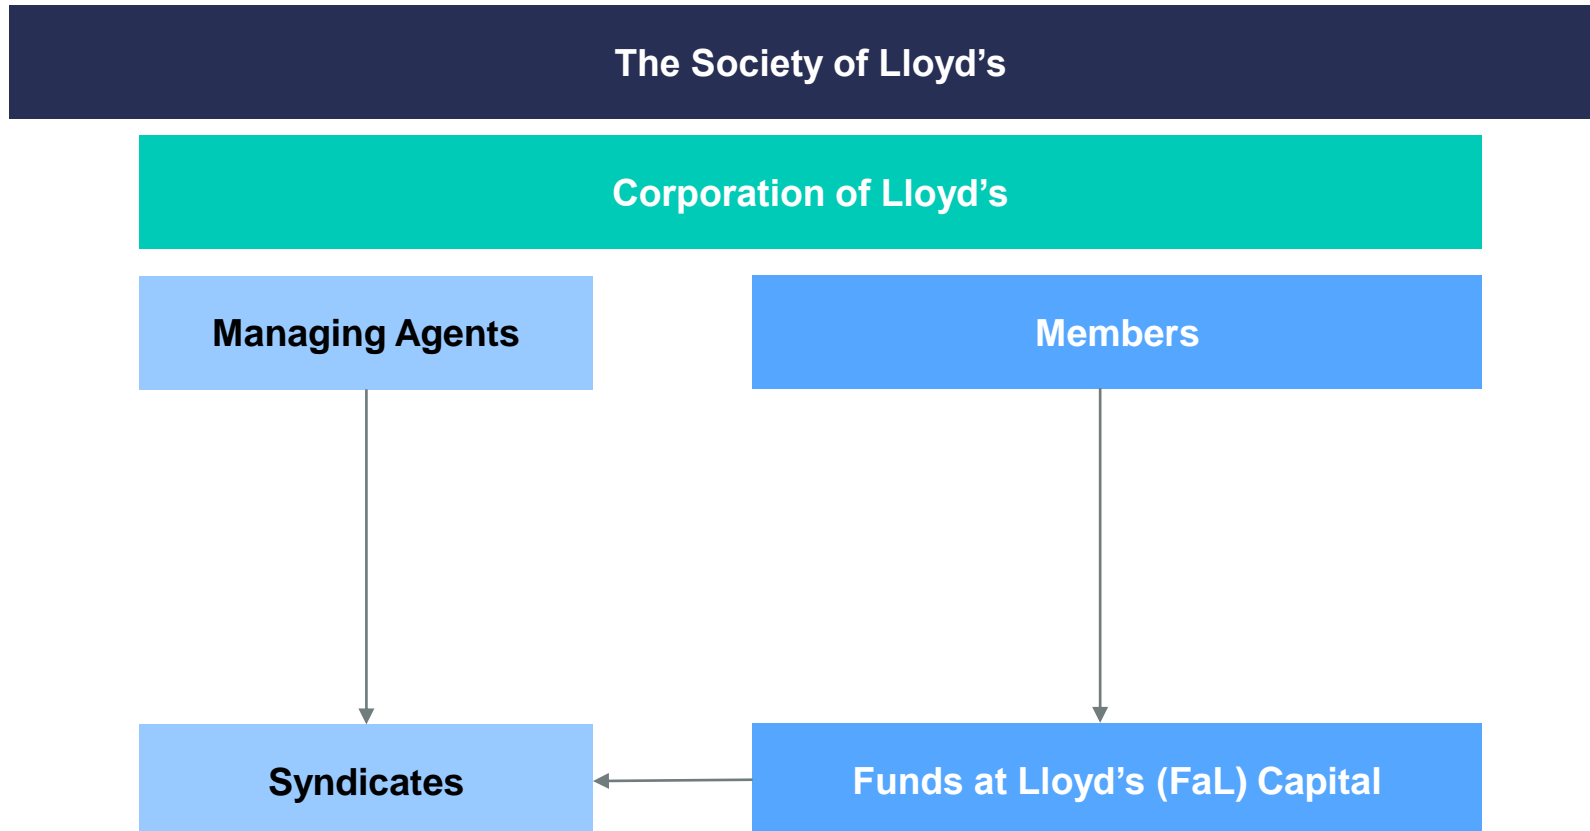 The Society of Lloyd’s
Corporation of Lloyd’s
Managing Agents
Members
Syndicates
Funds at Lloyd’s (FaL) Capital